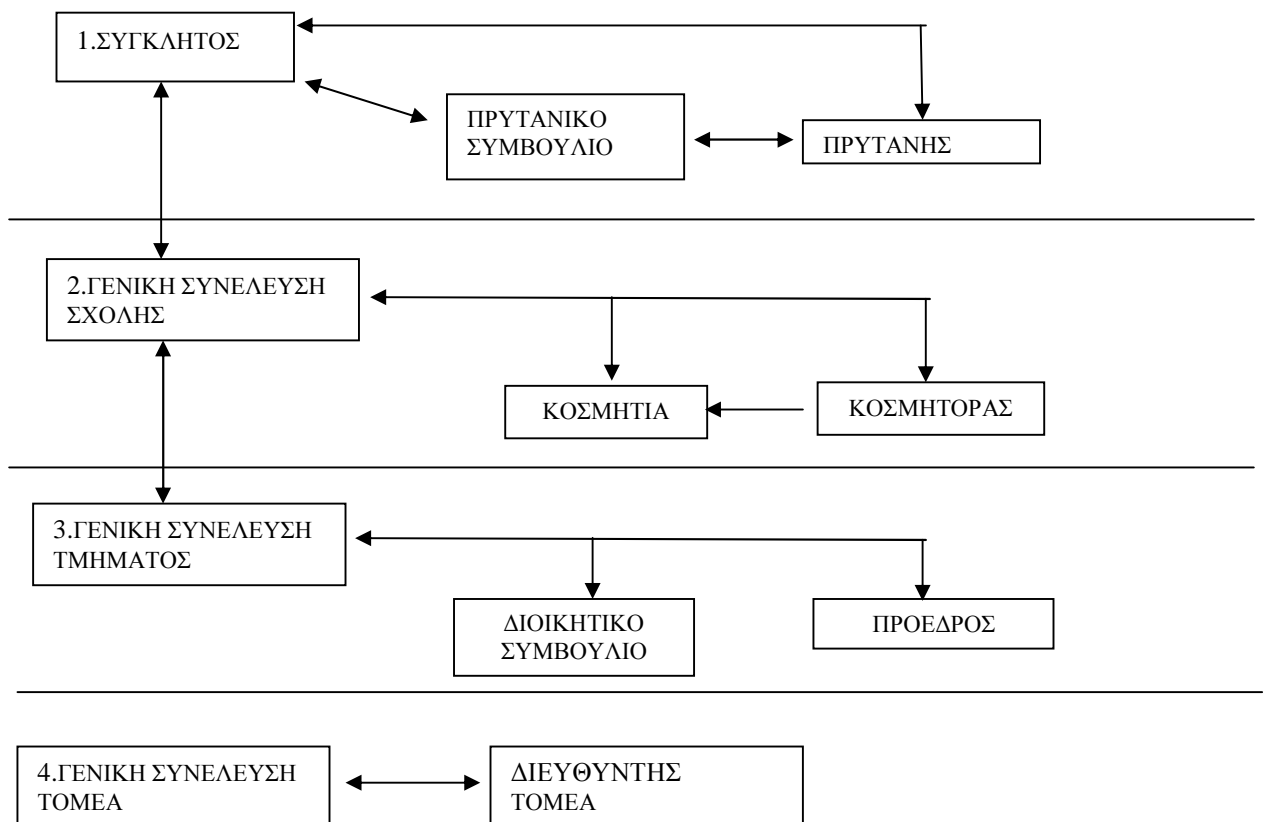 1.ΣΥΓΚΛΗΤΟΣ
ΠΡΥΤΑΝΙΚΟ
ΣΥΜΒΟΥΛΙΟ
ΠΡΥΤΑΝΗΣ
2.ΓΕΝΙΚΗ ΣΥΝΕΛΕΥΣΗ
ΣΧΟΛΗΣ
ΚΟΣΜΗΤΙΑ
ΚΟΣΜΗΤΟΡΑΣ
3.ΓΕΝΙΚΗ ΣΥΝΕΛΕΥΣΗ
ΤΜΗΜΑΤΟΣ
ΔΙΟΙΚΗΤΙΚΟ
ΣΥΜΒΟΥΛΙΟ
ΠΡΟΕΔΡΟΣ
4.ΓΕΝΙΚΗ ΣΥΝΕΛΕΥΣΗ
ΤΟΜΕΑ
ΔΙΕΥΘΥΝΤΗΣ
ΤΟΜΕΑ